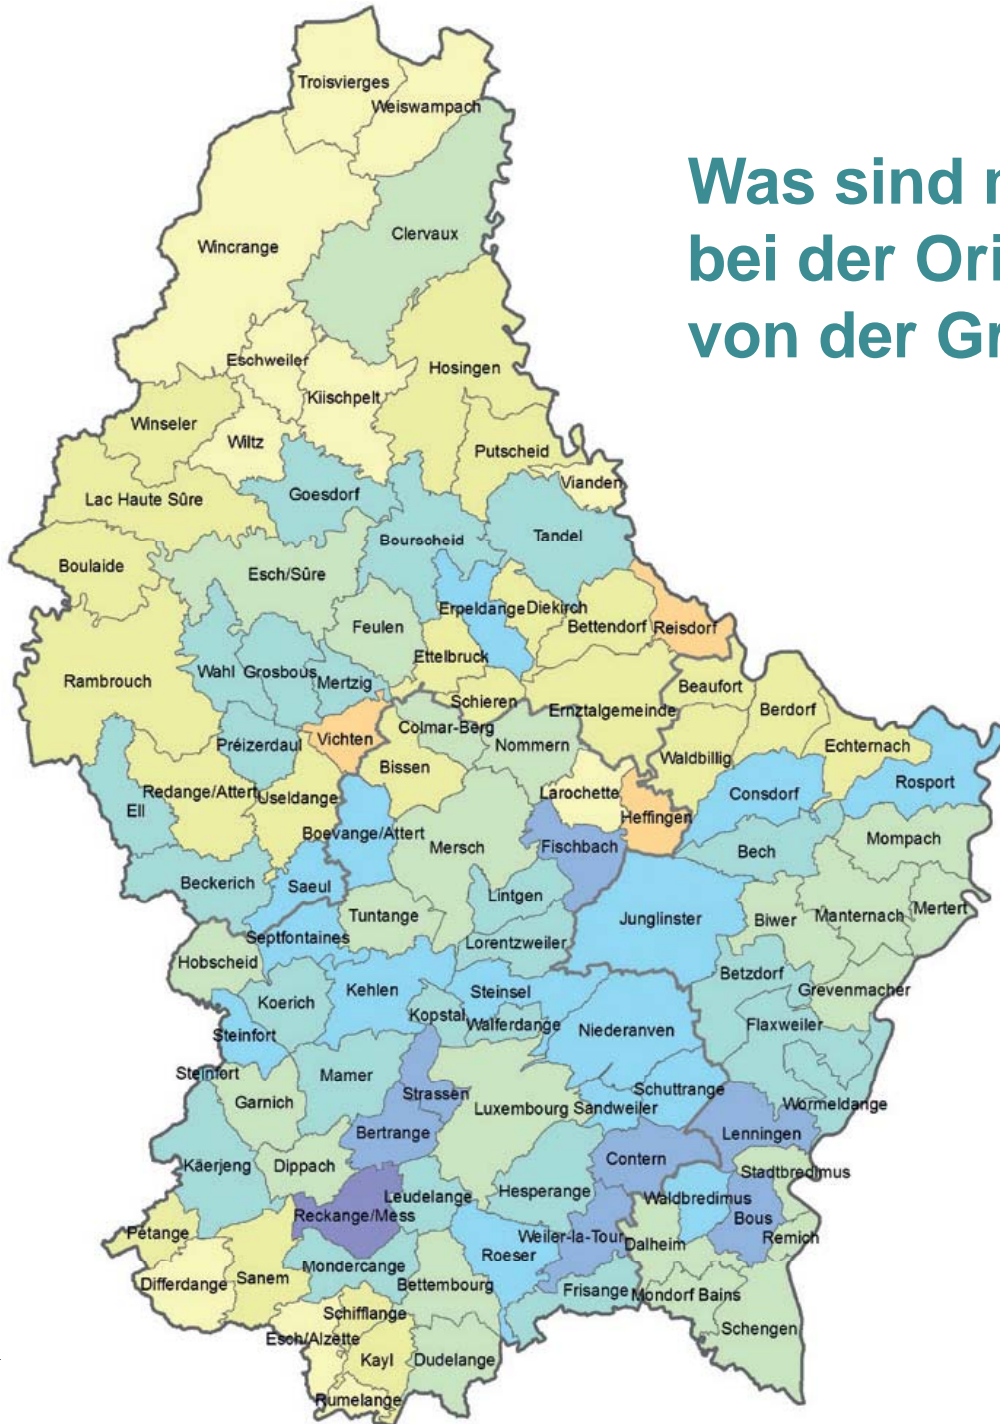 Was sind
bei der
von der
Troisvierges
Weiswampach
Clervaux
Wincrange
Eschweiler
Hosingen
Kiischpelt
Winseler
Wiltz
Putscheid
Vianden
Goesdorf
Lac Haute Sûre
Tandel
Bourscheid
Boulaide
Esch/Sûre
Erpeldange
Diekirch
Feulen
Bettendorf
Reisdorf
Ettelbruck
Wahl
Grosbous
Rambrouch
Mertzig
Beaufort
Schieren
Ernztalgemeinde
Berdorf
Colmar-Berg
Vichten
Préizerdaul
Nommern
Echternach
Waldbillig
Bissen
Rosport
Redange/Attert
Useldange
Larochette
Consdorf
Ell
Heffingen
Boevange/Attert
Mompach
Mersch
Fischbach
Bech
Beckerich
Saeul
Lintgen
Mertert
Tuntange
Junglinster
Biwer
Manternach
Septfontaines
Lorentzweiler
Hobscheid
Betzdorf
Kehlen
Steinsel
Grevenmacher
Koerich
Kopstal
Walferdange
Flaxweiler
Niederanven
Steinfort
Steinfort
Mamer
Schuttrange
Strassen
Garnich
Wormeldange
Luxembourg
Sandweiler
Bertrange
Lenningen
Contern
Käerjeng
Dippach
Stadtbredimus
Hesperange
Leudelange
Waldbredimus
Reckange/Mess
Bous
Pétange
Weiler-la-Tour
Remich
Dalheim
Roeser
Mondercange
Sanem
Differdange
Bettembourg
Frisange
Mondorf Bains
Schifflange
Schengen
Esch/Alzette
Kayl
Dudelange
Rumelange